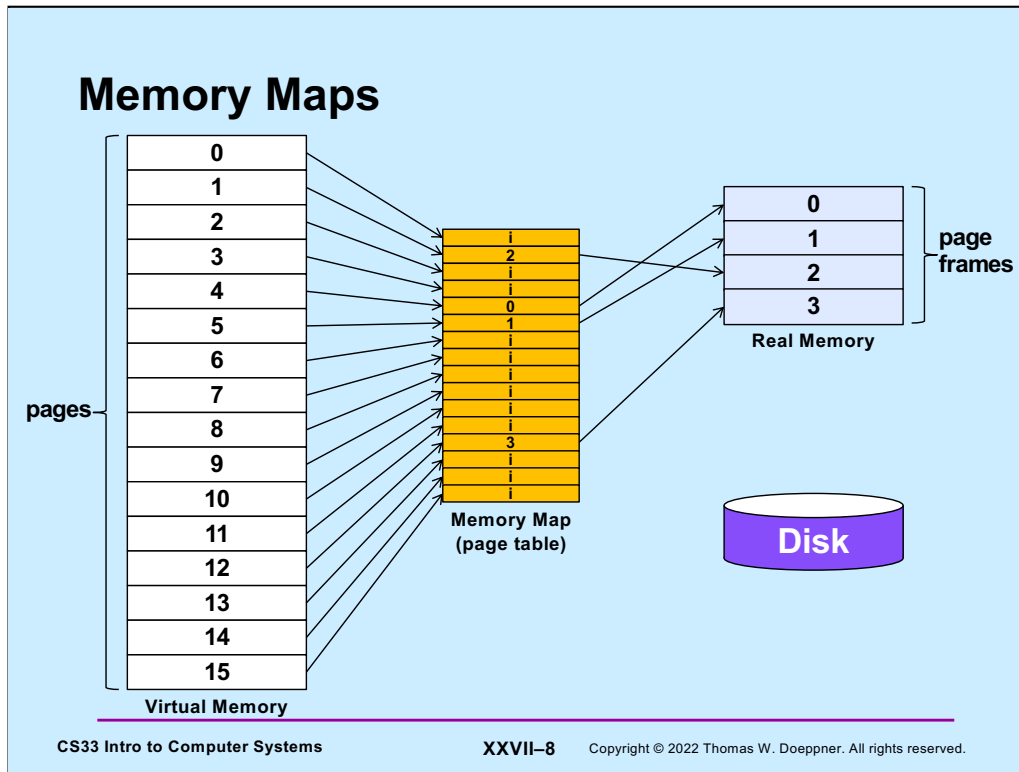 Memory Maps
pages
0
1
2
3
4
5
6
7
8
9
10
11
12
13
14
15
Virtual Memory
i
2
i
i
0
1
i
i
i
i
i
i
3
i
i
i
Memory Map
(page table)
0
1
2
3
Real Memory
page
frames
Disk
CS33 Intro to Computer Systems
XXVII–8
Copyright © 2022 Thomas W. Doeppner. All rights reserved.